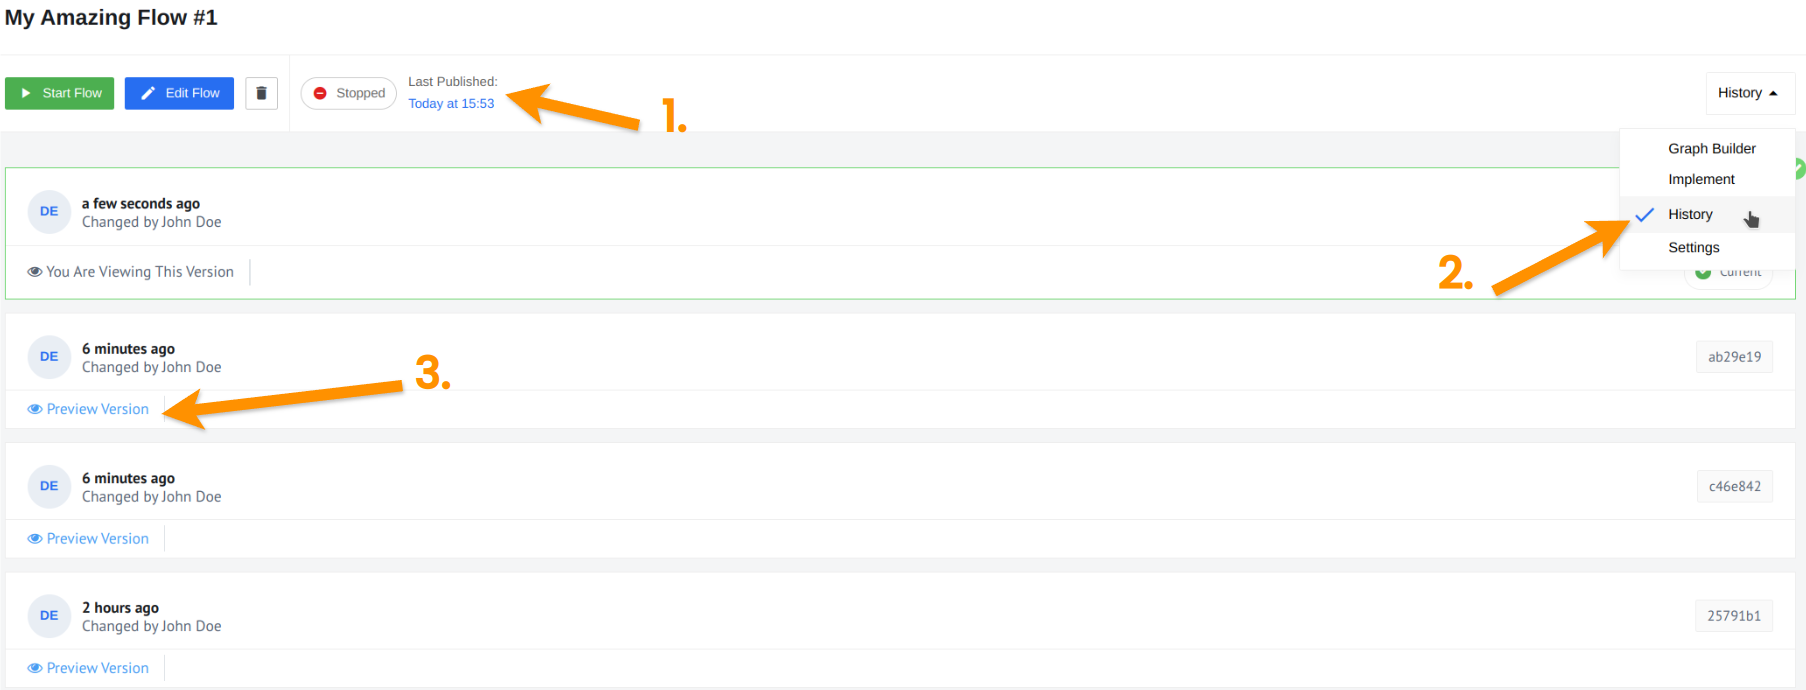 My Amazing Flow #1
Start Flow
Edit Flow
Stopped
Last Published:
Today at 15:53
1.
History
Graph Builder
Implement
History
Settings
2.
DE
a few seconds ago
Changed by John Doe
You Are Viewing This Version
Current
DE
6 minutes ago
Changed by John Doe
ab29e19
3.
Preview Version
DE
6 minutes ago
Changed by John Doe
c46e842
Preview Version
DE
2 hours ago
Changed by John Doe
25791b1
Preview Version